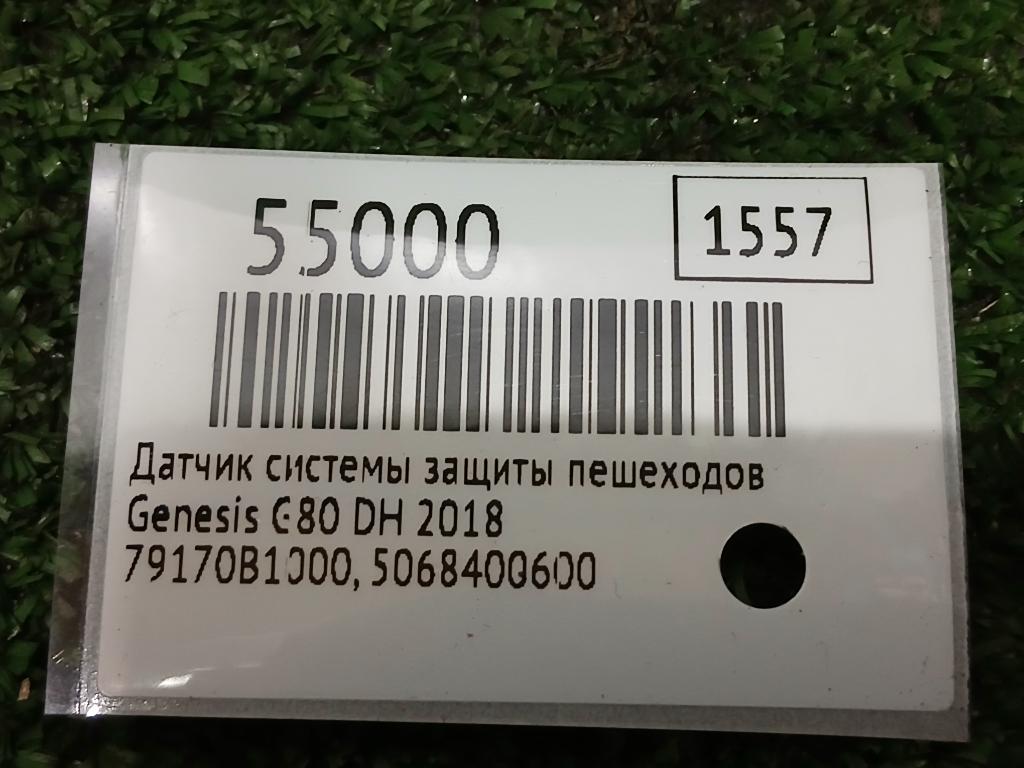 55000
1557
Датчик системы защиты пешеходов
Genesis G80 DH 2018
79170B1000, 5068400600